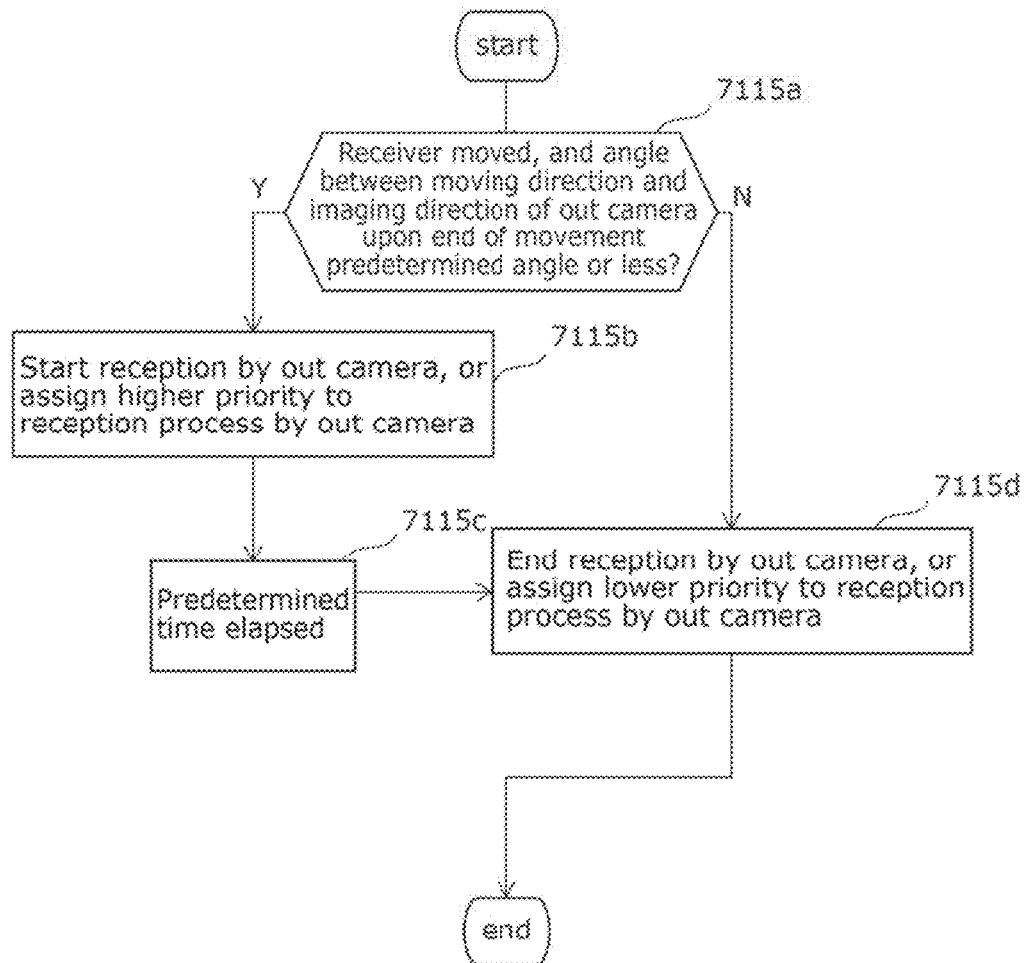 start
7115a
Receiver moved, and angle
between moving direction and
imaging direction of out camera
upon end of movement
predetermined angle or less?
Y
N
7115b
Start reception by out camera, or
assign higher priority to
reception process by out camera
7115c
Predetermined
time elapsed
7115d
End reception by out camera, or
assign lower priority to reception
process by out camera
end